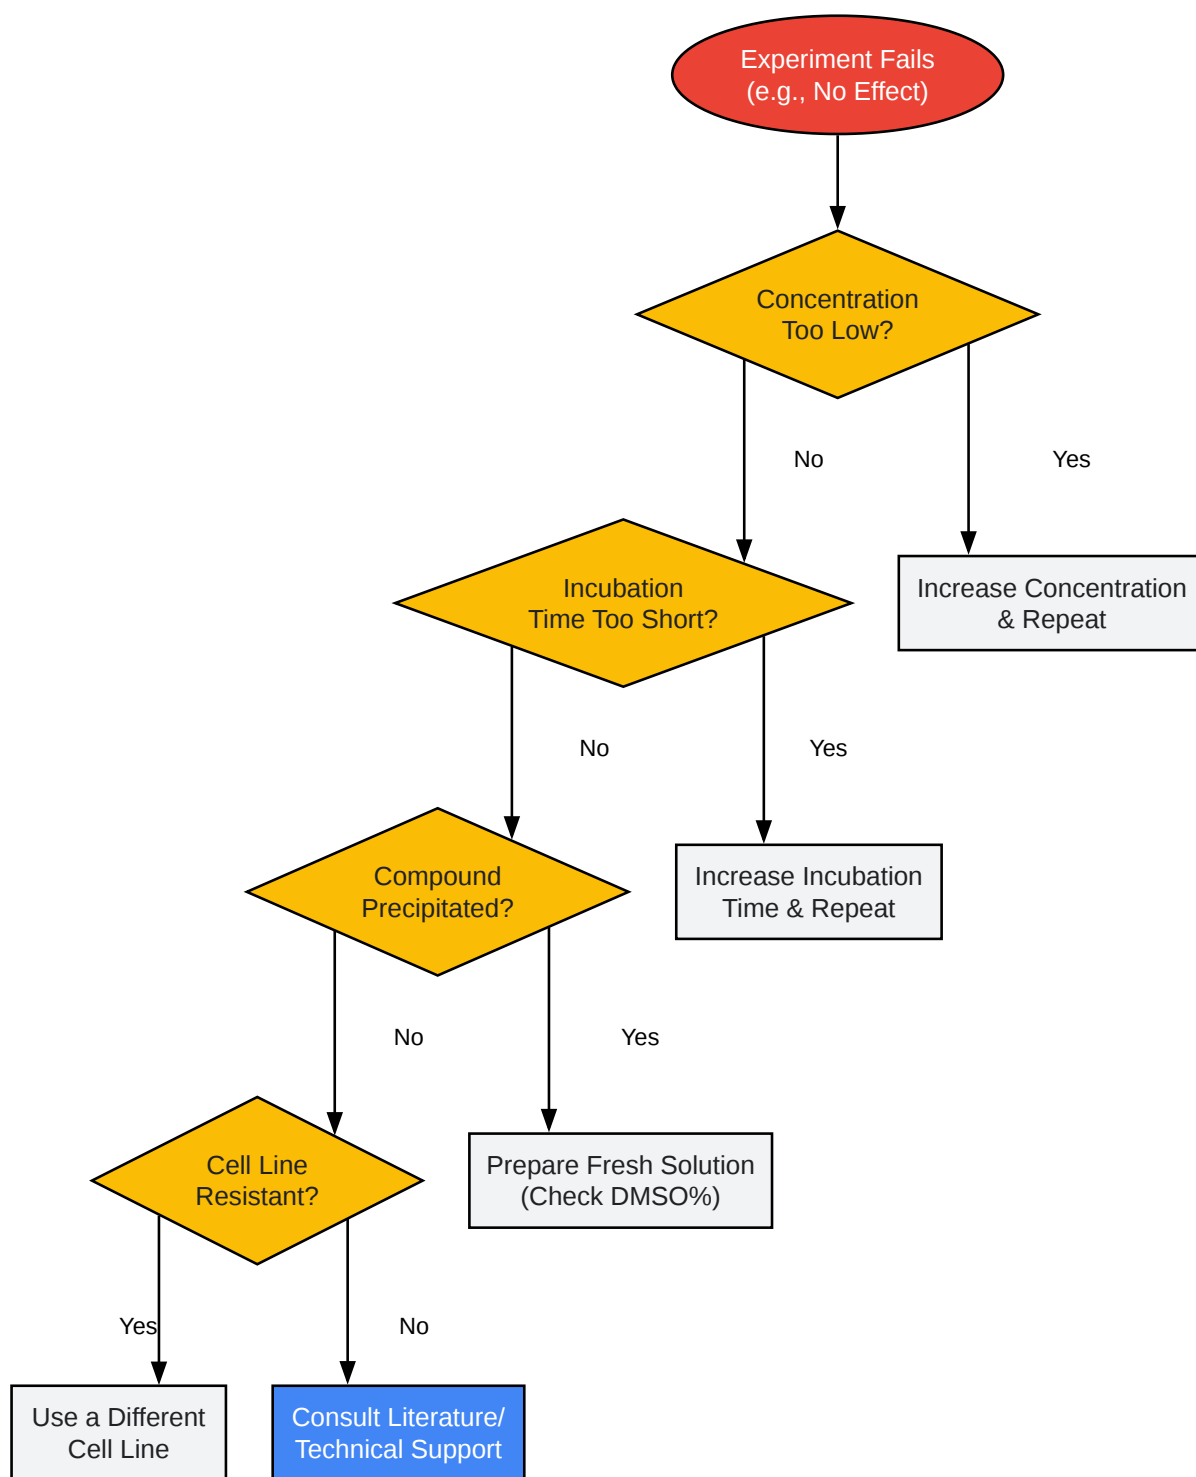 Experiment Fails
(e.g., No Effect)
Concentration
Too Low?
No
Yes
Incubation
Time Too Short?
Increase Concentration
& Repeat
No
Yes
Compound
Precipitated?
Increase Incubation
Time & Repeat
No
Yes
Cell Line
Resistant?
Prepare Fresh Solution
(Check DMSO%)
Yes
No
Use a Different
Cell Line
Consult Literature/
Technical Support